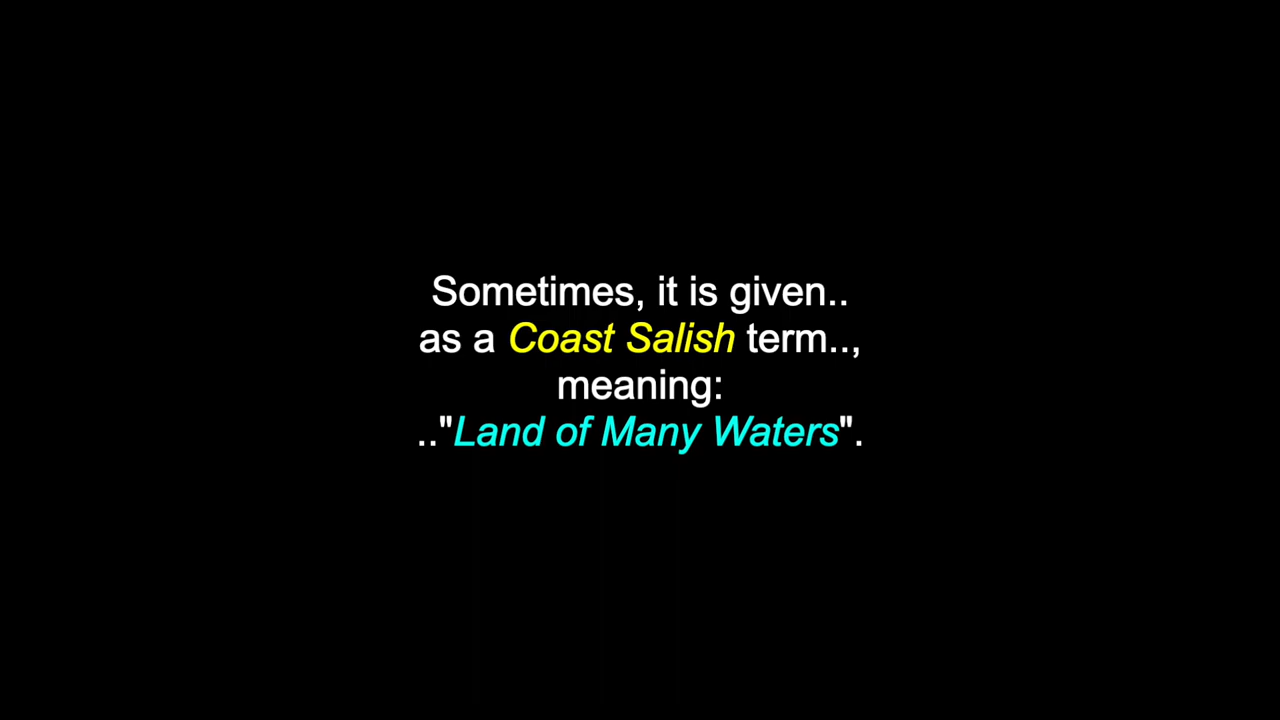 Sometimes, it is given..
as a Coast Salish term..,
meaning:
.."Land of Many Waters".